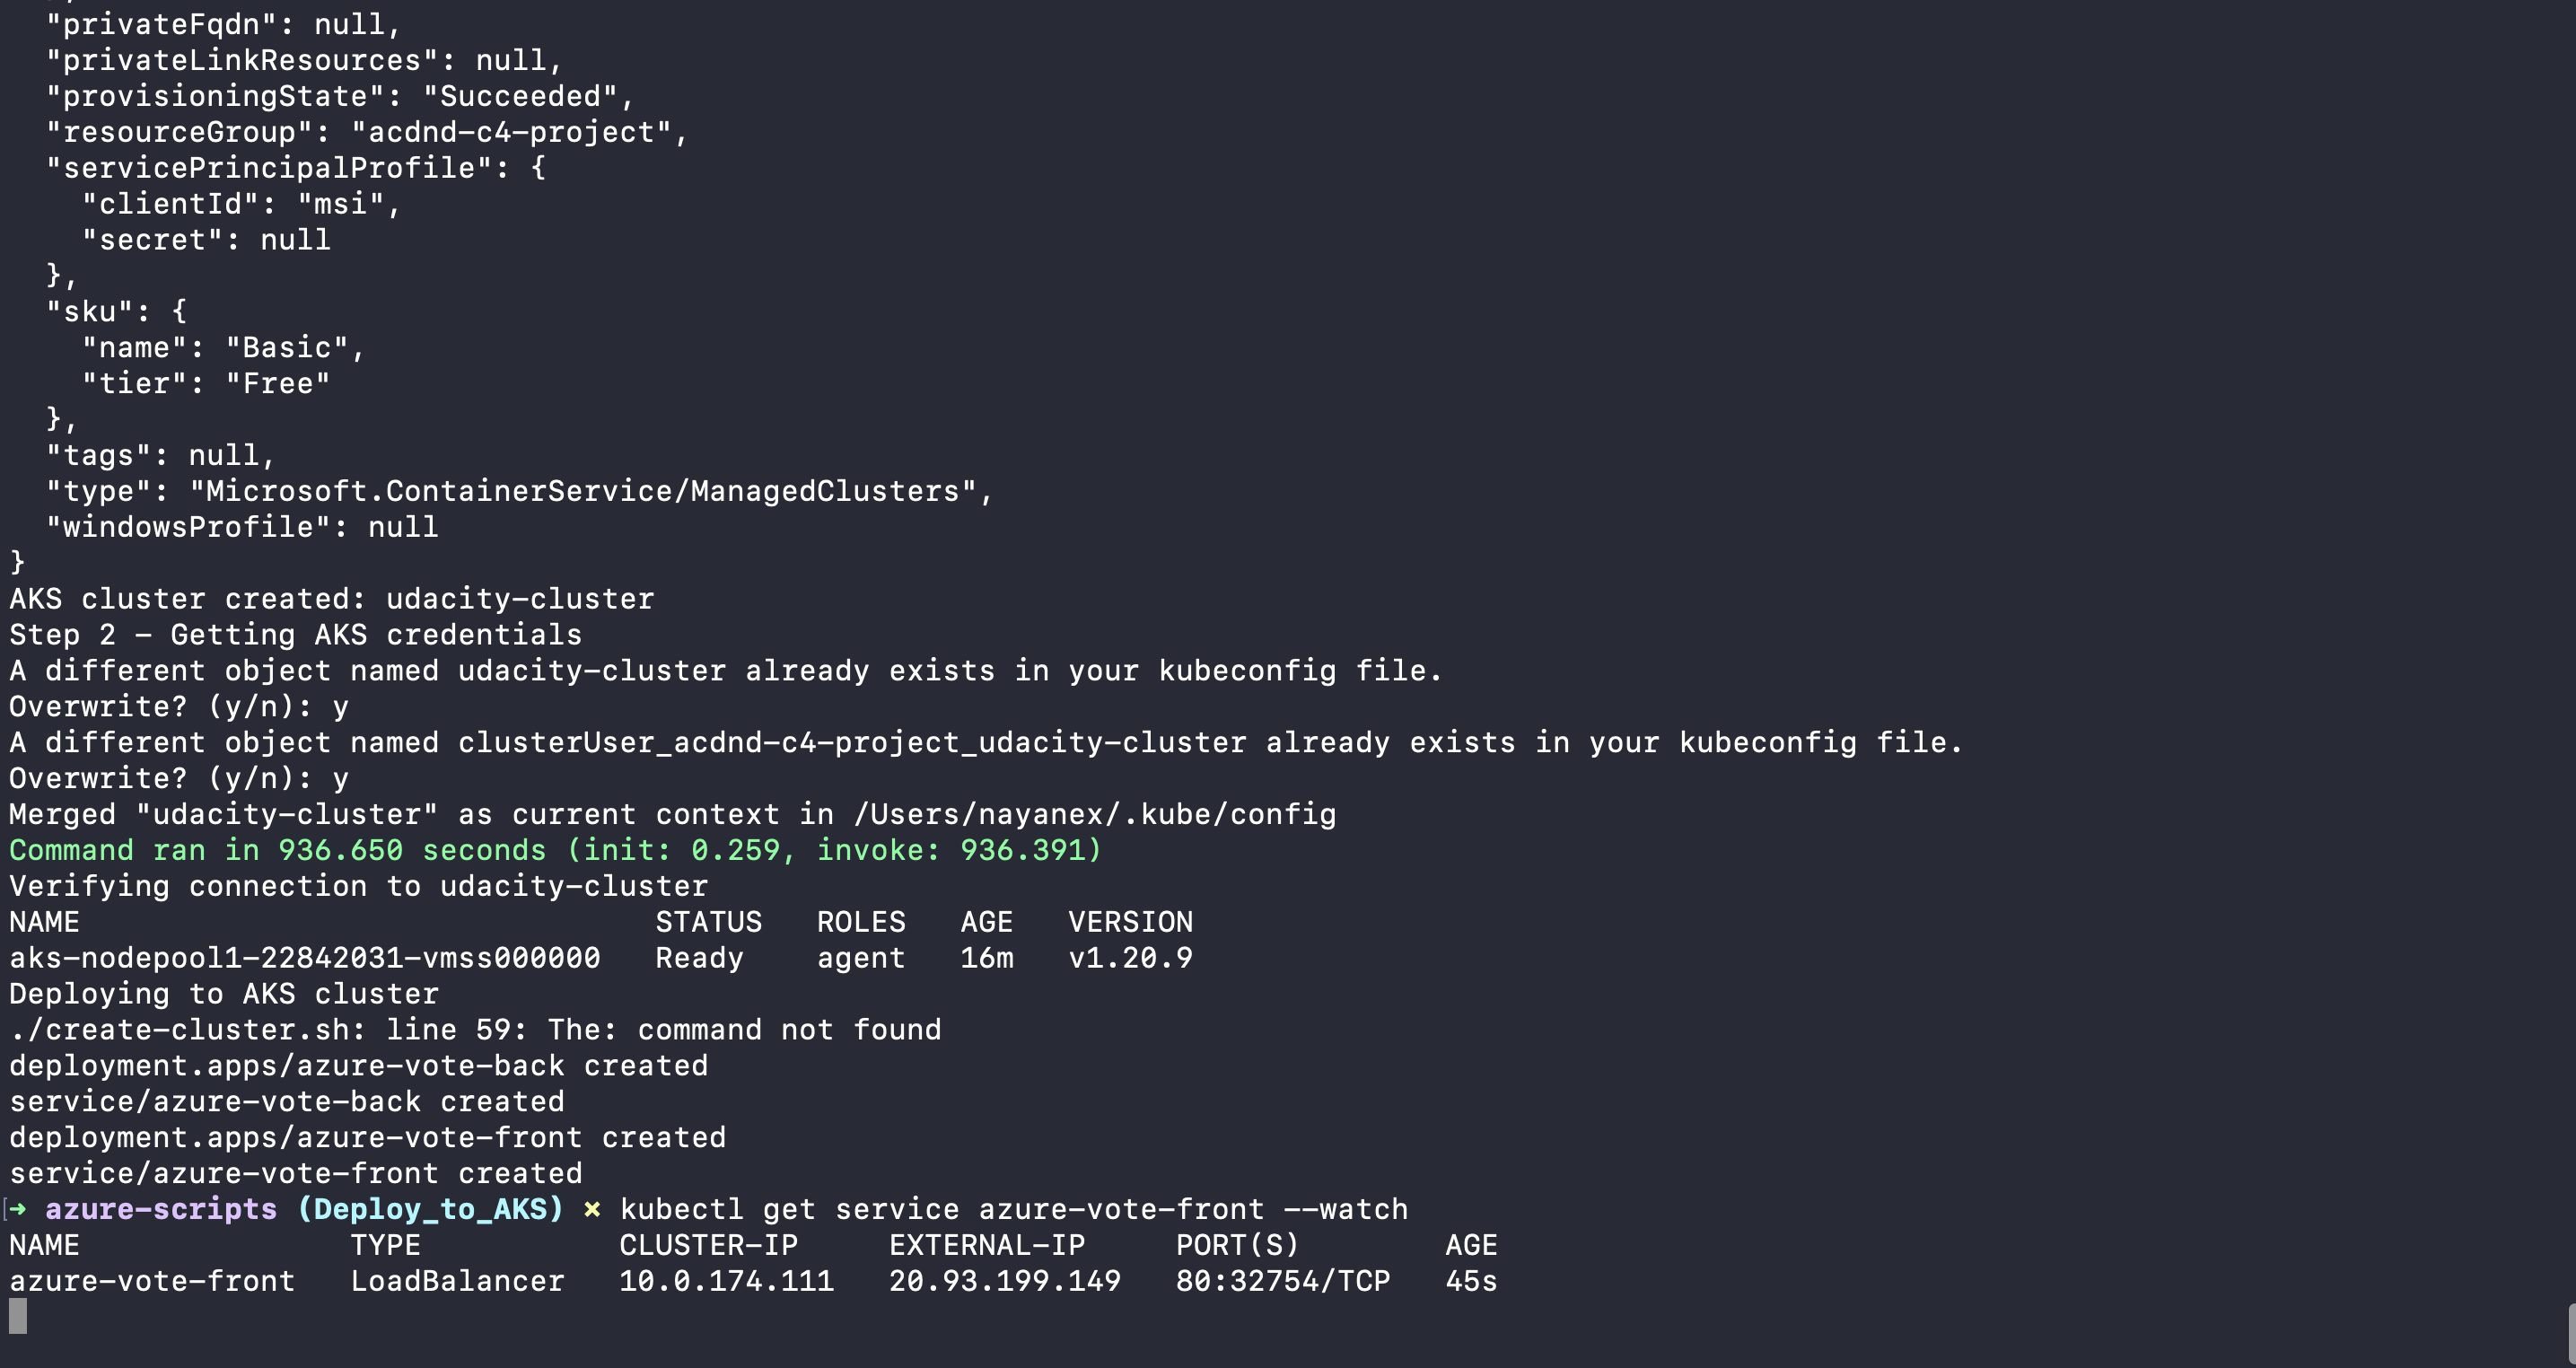 "privateFqdn": null,
"privateLinkResources": null,
"provisioningState": "Succeeded",
"resourceGroup": "acdnd-c4-project",
"servicePrincipalProfile": {
"clientId": "msi",
"secret": null
},
"sku": {
"name": "Basic",
"tier": "Free"
},
"tags": null,
"type": "Microsoft.ContainerService/ManagedClusters",
"windowsProfile": null
}
AKS cluster created: udacity-cluster
Step 2 - Getting AKS credentials
A different object named udacity-cluster already exists in your kubeconfig file.
Overwrite? (y/n): y
A different object named clusterUser_acdnd-c4-project_udacity-cluster already exists in your kubeconfig file.
Overwrite? (y/n): y
Merged "udacity-cluster" as current context in /Users/nayanex/.kube/config
Command ran in 936.650 seconds (init: 0.259, invoke: 936.391)
Verifying connection to udacity-cluster
NAME STATUS ROLES AGE VERSION
aks-nodepool1-22842031-vmss000000 Ready agent 16m v1.20.9
Deploying to AKS cluster
./create-cluster.sh: line 59: The: command not found
deployment.apps/azure-vote-back created
service/azure-vote-back created
deployment.apps/azure-vote-front created
service/azure-vote-front created
[➜ azure-scripts (Deploy_to_AKS) ✗ kubectl get service azure-vote-front --watch
NAME TYPE CLUSTER-IP EXTERNAL-IP PORT(S) AGE
azure-vote-front LoadBalancer 10.0.174.111 20.93.199.149 80:32754/TCP 45s